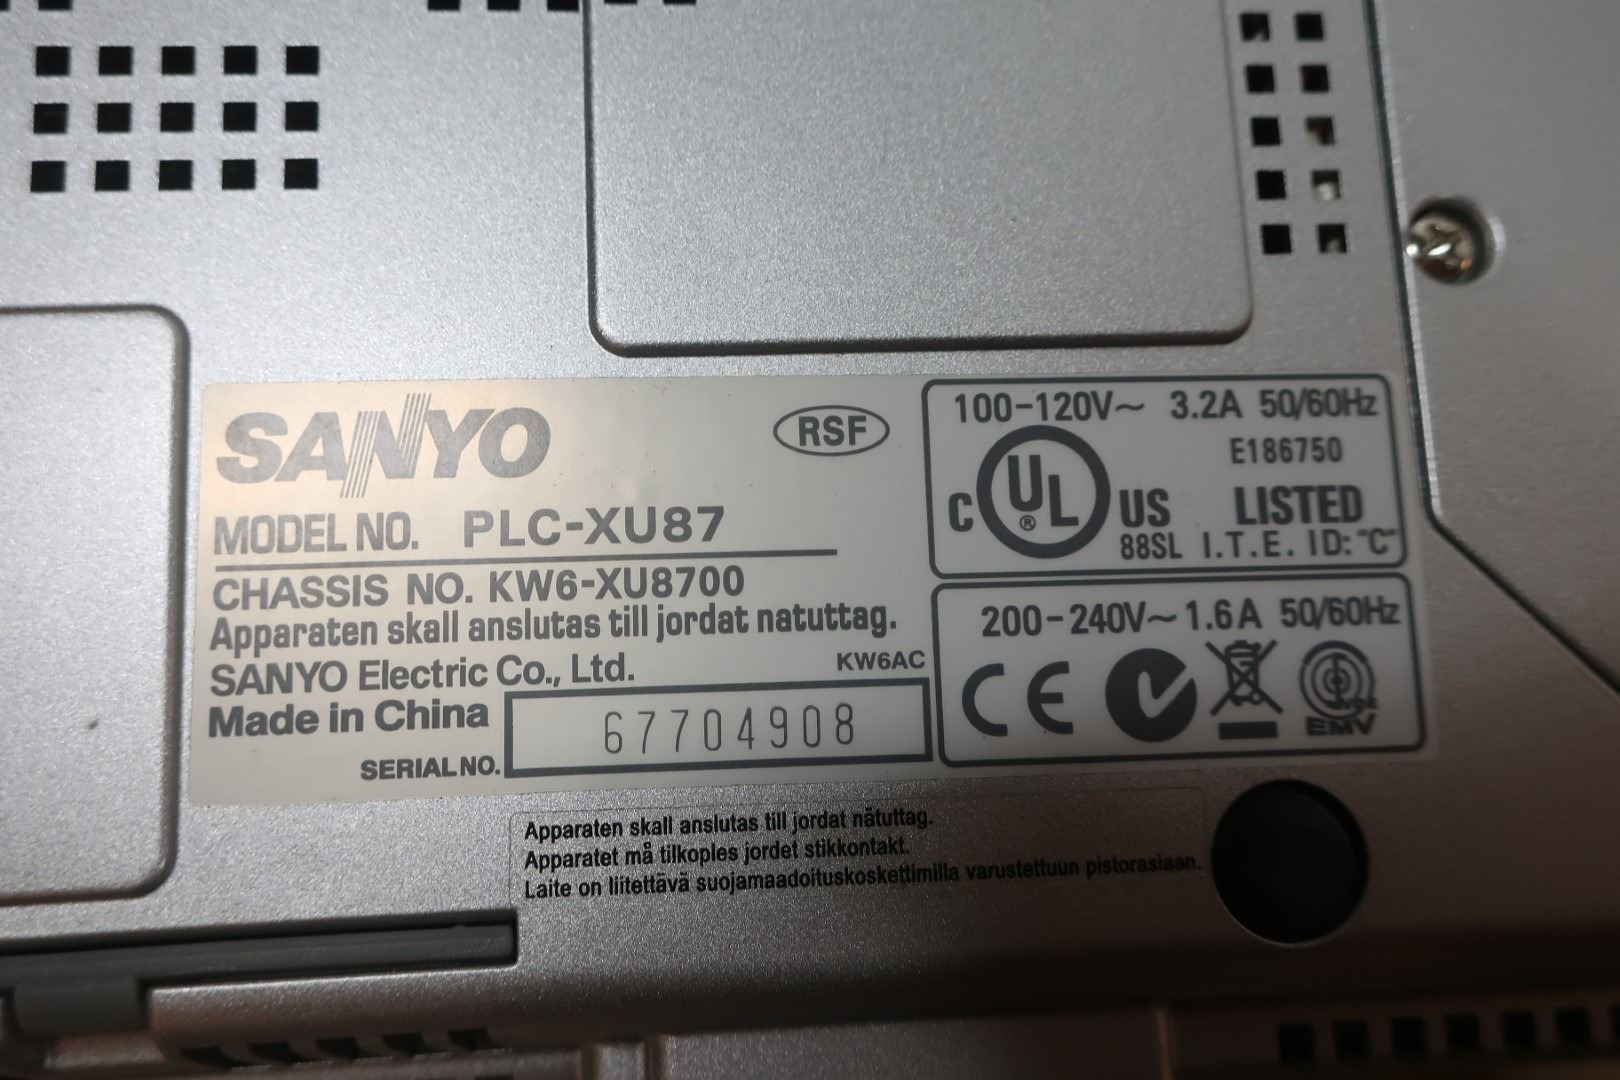 SANYO
RSF
MODEL NO. PLC-XU87
CHASSIS NO. KW6-XU8700
Apparaten skall anslutas till jordat natuttag.
SANYO Electric Co., Ltd.
KW6AC
Made in China
SERIAL NO. 67704908
100-120V~ 3.2A 50/60Hz
E186750
C UL ® US LISTED
88SL I.T.E. ID: "C"
200-240V~ 1.6A 50/60Hz
CE
VDE
EMV
Apparaten skall anslutas till jordat nätuttag.
Apparatet må tilkoples jordet stikkontakt.
Laite on liitettävä suojamaadoituskoskettimilla varustettuun pistorasiaan.